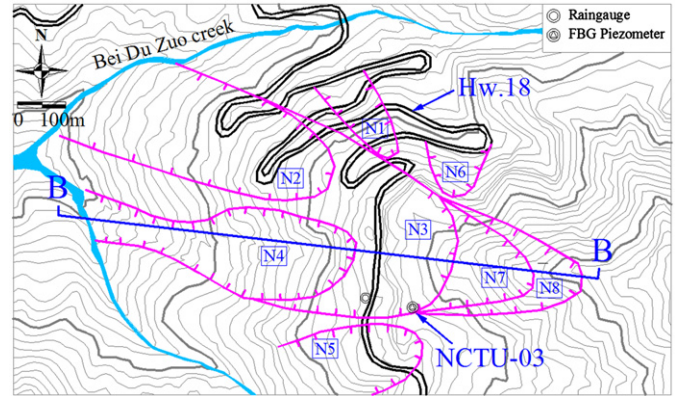 Raingauge
FBG Piezometer
N
0 100m
Bei Du Zuo creek
Hw.18
N1
N2
N6
B
N3
B
N4
N7
N8
N5
NCTU-03